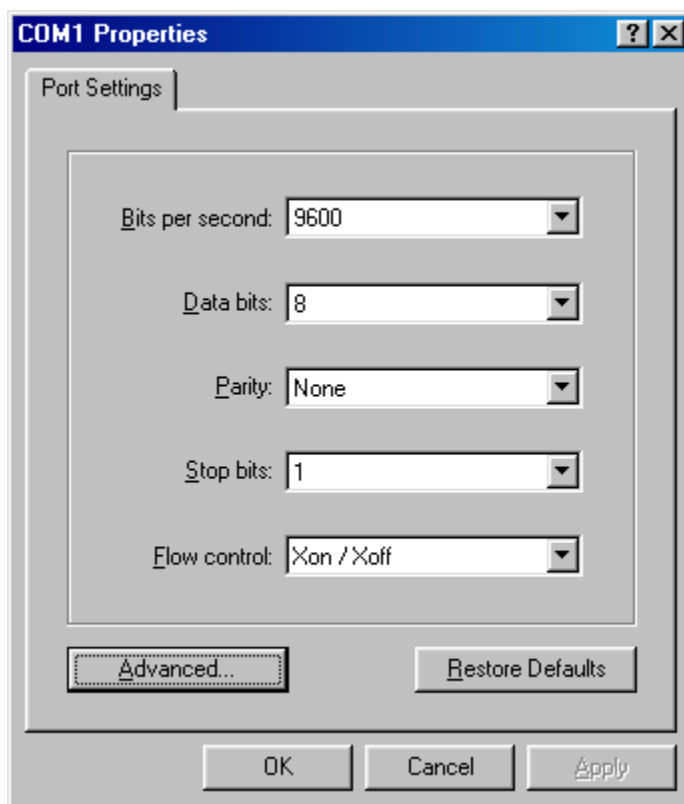 COM1 Properties
Port Settings
Bits per second: 9600
Data bits: 8
Parity: None
Stop bits: 1
Flow control: Xon / Xoff
Advanced... Restore Defaults
OK Cancel Apply